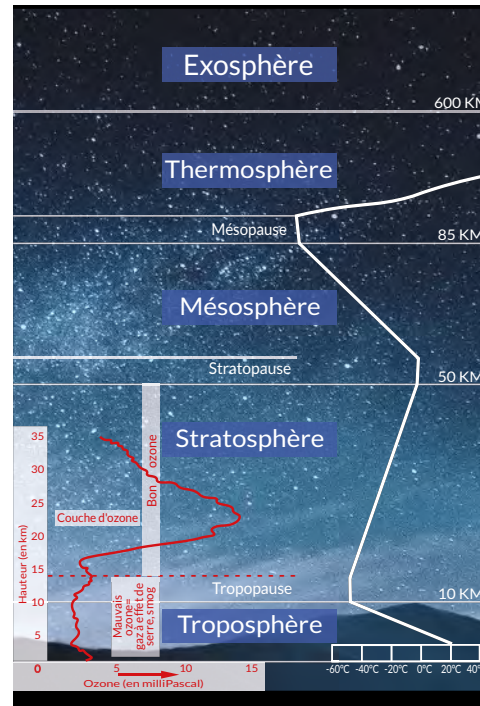 Exosphère
600 KM
Thermosphère
Mésopause
85 KM
Mésosphère
Stratopause
50 KM
Stratosphère
Bon ozone
Couche d'ozone
Hauteur (en km)
35
30
25
20
15
10
5
Tropopause
10 KM
Mauvais
ozone=
gaz à effet de
serre, smog
Troposphère
-60°C -40°C -20°C 0°C 20°C 40°
0 5 10 15
Ozone (en milliPascal)